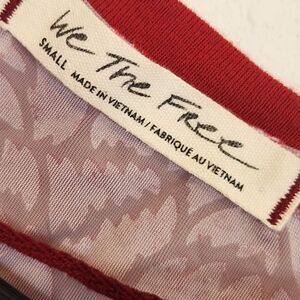 We The Free
SMALL
MADE IN VIETNAM / FABRIQUÉ AU VIETNAM